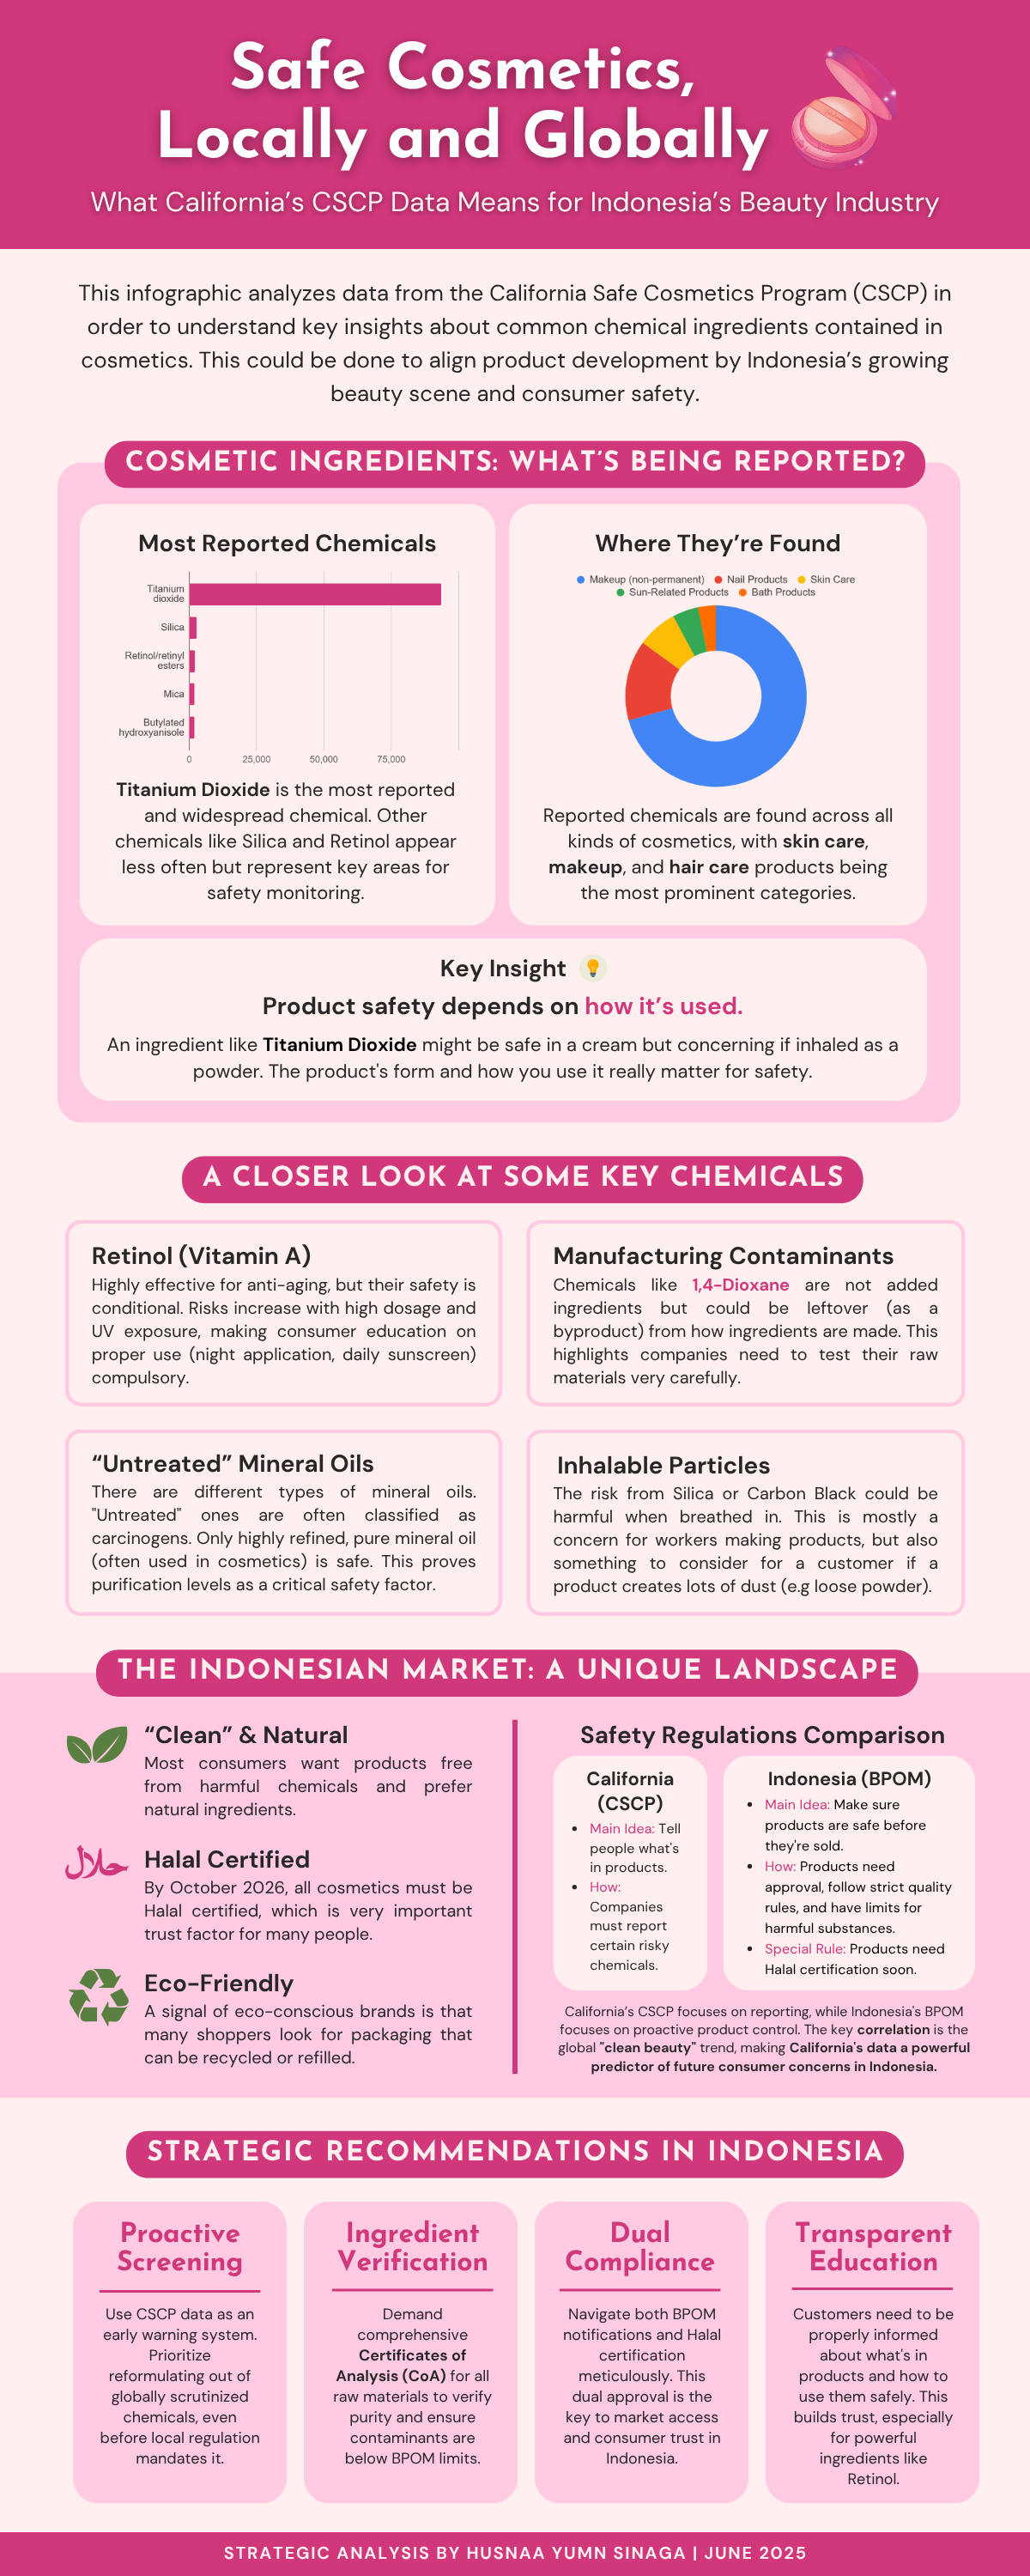 Safe Cosmetics,
Locally and Globally
What California's CSCP Data Means for Indonesia's Beauty Industry
This infographic analyzes data from the California Safe Cosmetics Program (CSCP) in
order to understand key insights about common chemical ingredients contained in
cosmetics. This could be done to align product development by Indonesia's growing
beauty scene and consumer safety.
COSMETIC INGREDIENTS: WHAT'S BEING REPORTED?
Most Reported Chemicals
Titanium
dioxide
Silica
Retinol/retinyl
esters
Mica
Butylated
hydroxyanisole
0 25,000 50,000 75,000
Titanium Dioxide is the most reported
and widespread chemical. Other
chemicals like Silica and Retinol appear
less often but represent key areas for
safety monitoring.
Where They're Found
Makeup (non-permanent) Nail Products Skin Care
Sun-Related Products Bath Products
Reported chemicals are found across all
kinds of cosmetics, with skin care,
makeup, and hair care products being
the most prominent categories.
Key Insight
Product safety depends on how it's used.
An ingredient like Titanium Dioxide might be safe in a cream but concerning if inhaled as a
powder. The product's form and how you use it really matter for safety.
A CLOSER LOOK AT SOME KEY CHEMICALS
Retinol (Vitamin A)
Highly effective for anti-aging, but their safety is
conditional. Risks increase with high dosage and
UV exposure, making consumer education on
proper use (night application, daily sunscreen)
compulsory.
Manufacturing Contaminants
Chemicals like 1,4-Dioxane are not added
ingredients but could be leftover (as a
byproduct) from how ingredients are made. This
highlights companies need to test their raw
materials very carefully.
"Untreated" Mineral Oils
There are different types of mineral oils.
"Untreated" ones are often classified as
carcinogens. Only highly refined, pure mineral oil
(often used in cosmetics) is safe. This proves
purification levels as a critical safety factor.
Inhalable Particles
The risk from Silica or Carbon Black could be
harmful when breathed in. This is mostly a
concern for workers making products, but also
something to consider for a customer if a
product creates lots of dust (e.g loose powder).
THE INDONESIAN MARKET: A UNIQUE LANDSCAPE
"Clean" & Natural
Most consumers want products free
from harmful chemicals and prefer
natural ingredients.
حلال
Halal Certified
By October 2026, all cosmetics must be
Halal certified, which is very important
trust factor for many people.
Eco-Friendly
A signal of eco-conscious brands is that
many shoppers look for packaging that
can be recycled or refilled.
Safety Regulations Comparison
California
(CSCP)
• Main Idea: Tell
people what's
in products.
• How:
Companies
must report
certain risky
chemicals.
Indonesia (BPOM)
• Main Idea: Make sure
products are safe before
they're sold.
• How: Products need
approval, follow strict quality
rules, and have limits for
harmful substances.
• Special Rule: Products need
Halal certification soon.
California's CSCP focuses on reporting, while Indonesia's BPOM
focuses on proactive product control. The key correlation is the
global "clean beauty" trend, making California's data a powerful
predictor of future consumer concerns in Indonesia.
STRATEGIC RECOMMENDATIONS IN INDONESIA
Proactive
Screening
Use CSCP data as an
early warning system.
Prioritize
reformulating out of
globally scrutinized
chemicals, even
before local regulation
mandates it.
Ingredient
Verification
Demand
comprehensive
Certificates of
Analysis (CoA) for all
raw materials to verify
purity and ensure
contaminants are
below BPOM limits.
Dual
Compliance
Navigate both BPOM
notifications and Halal
certification
meticulously. This
dual approval is the
key to market access
and consumer trust in
Indonesia.
Transparent
Education
Customers need to be
properly informed
about what's in
products and how to
use them safely. This
builds trust, especially
for powerful
ingredients like
Retinol.
STRATEGIC ANALYSIS BY HUSNAA YUMN SINAGA | JUNE 2025